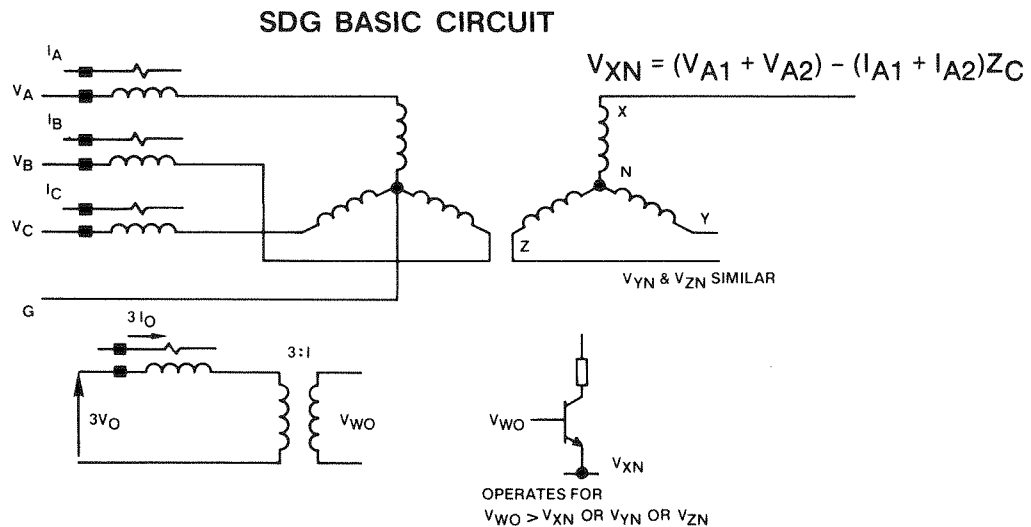 SDG BASIC CIRCUIT
I_A
V_XN = (V_A1 + V_A2) – (I_A1 + I_A2)Z_C
V_A
X
I_B
V_B
N
I_C
V_C
Z
Y
V_YN & V_ZN SIMILAR
G
3I_O
3:1
3V_O
V_WO
V_WO
V_XN
OPERATES FOR
V_WO > V_XN OR V_YN OR V_ZN